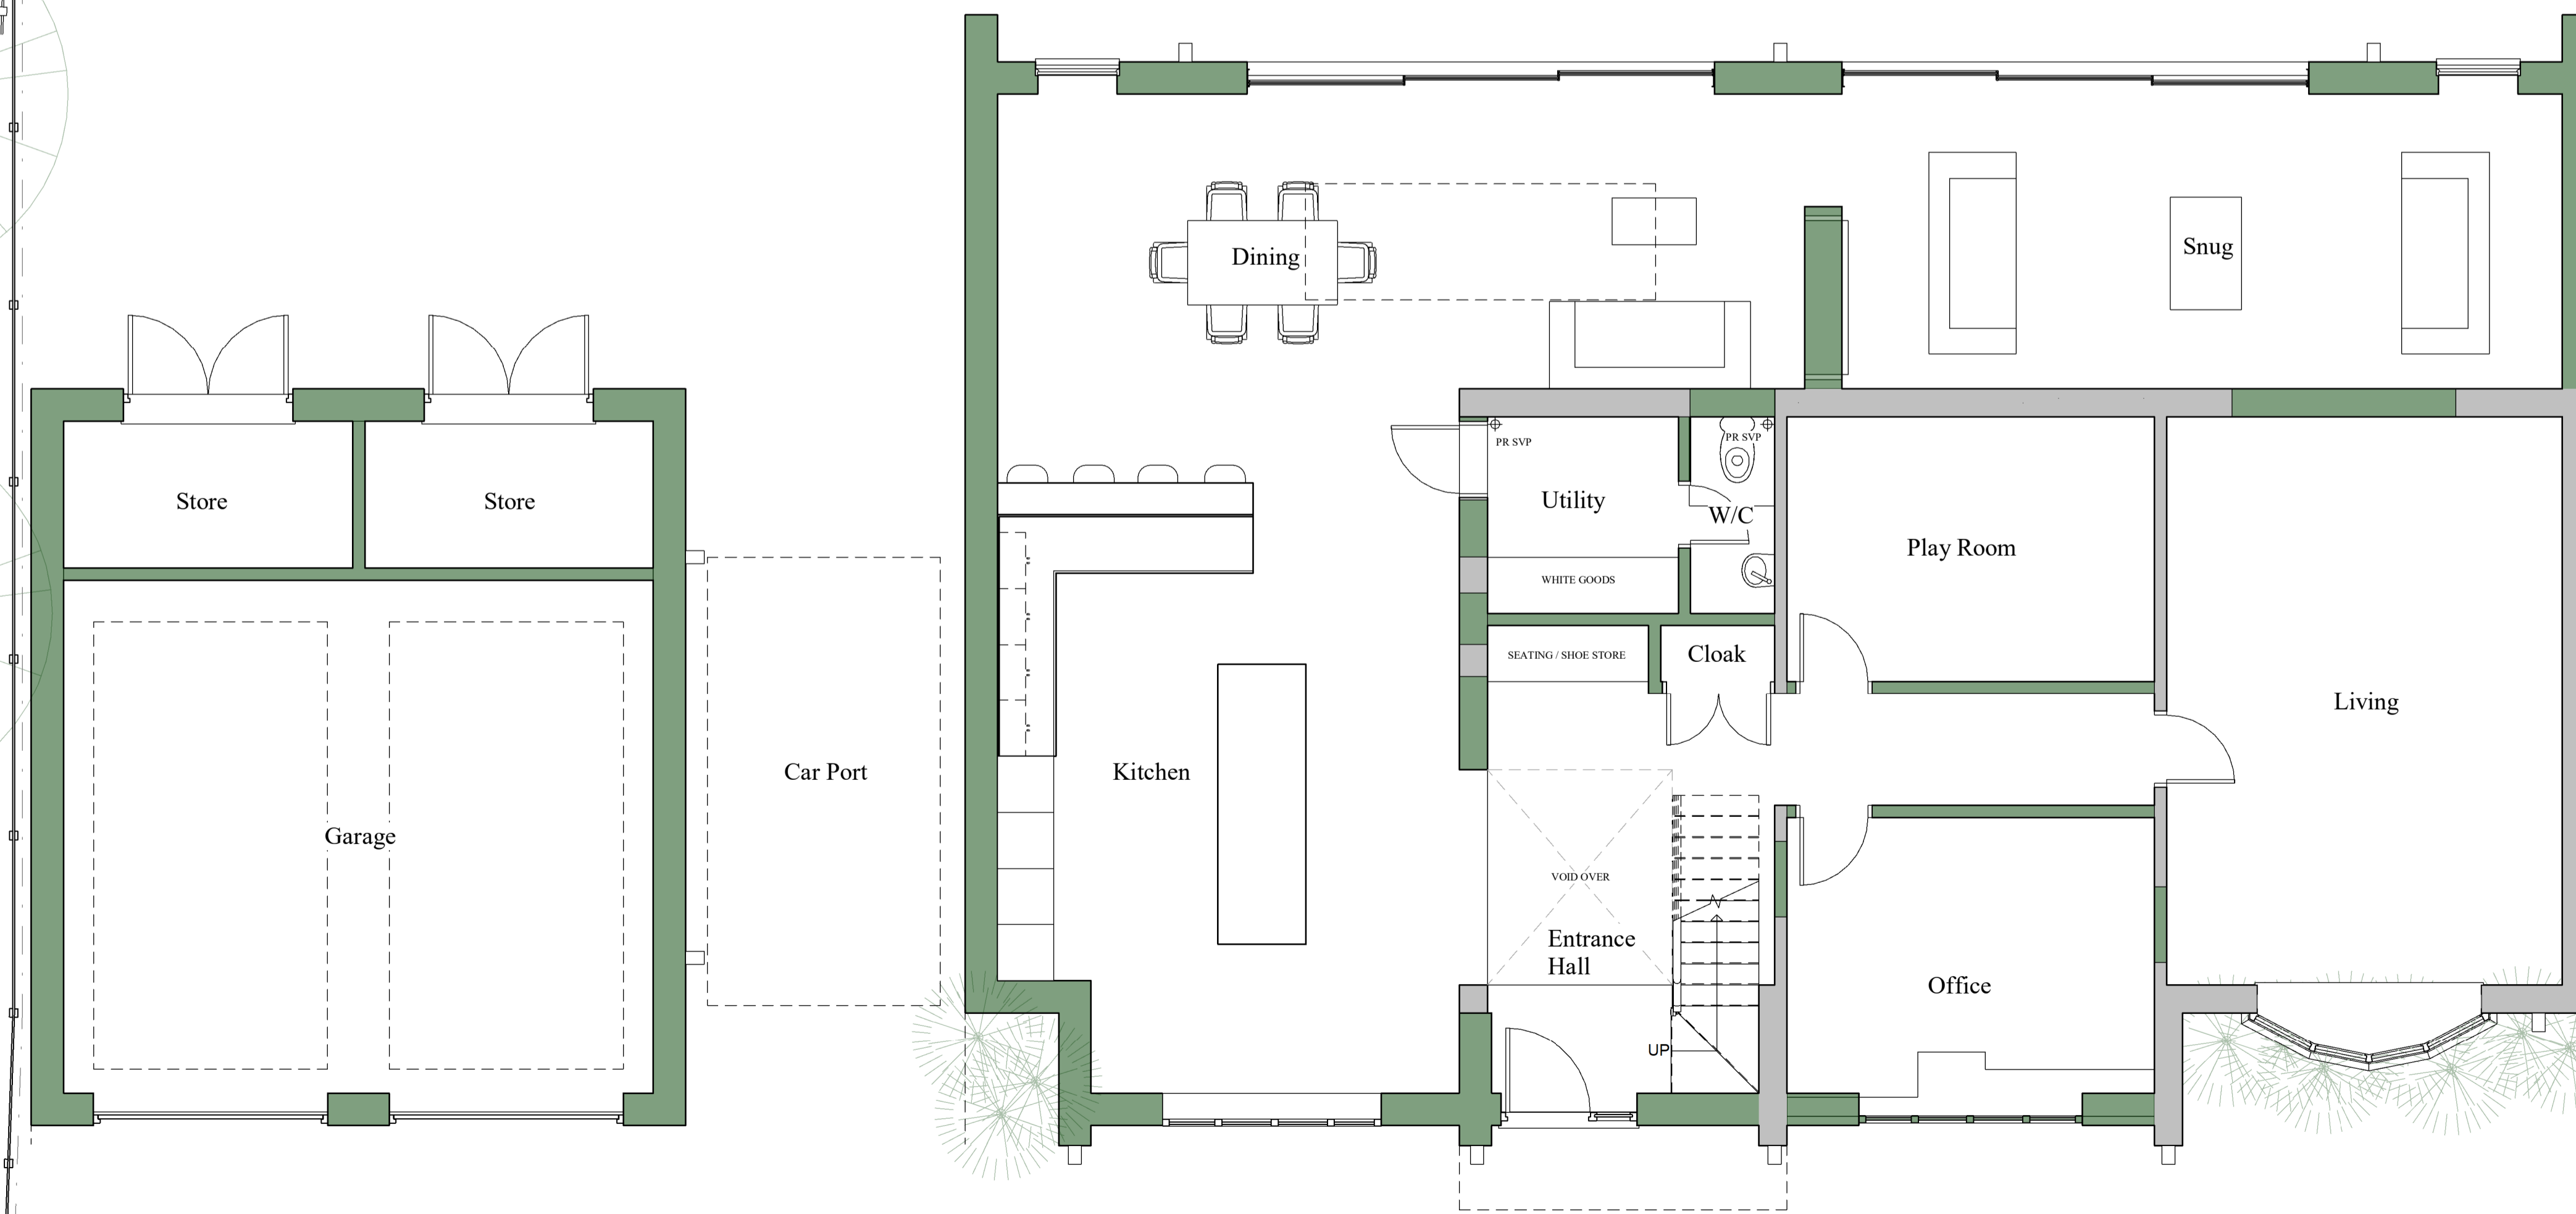 Dining
Snug
PR SVP
PR SVP
Store
Store
Utility
W/C
Play Room
WHITE GOODS
SEATING / SHOE STORE
Cloak
Living
Car Port
Kitchen
Garage
VOID OVER
Entrance
Hall
Office
UP